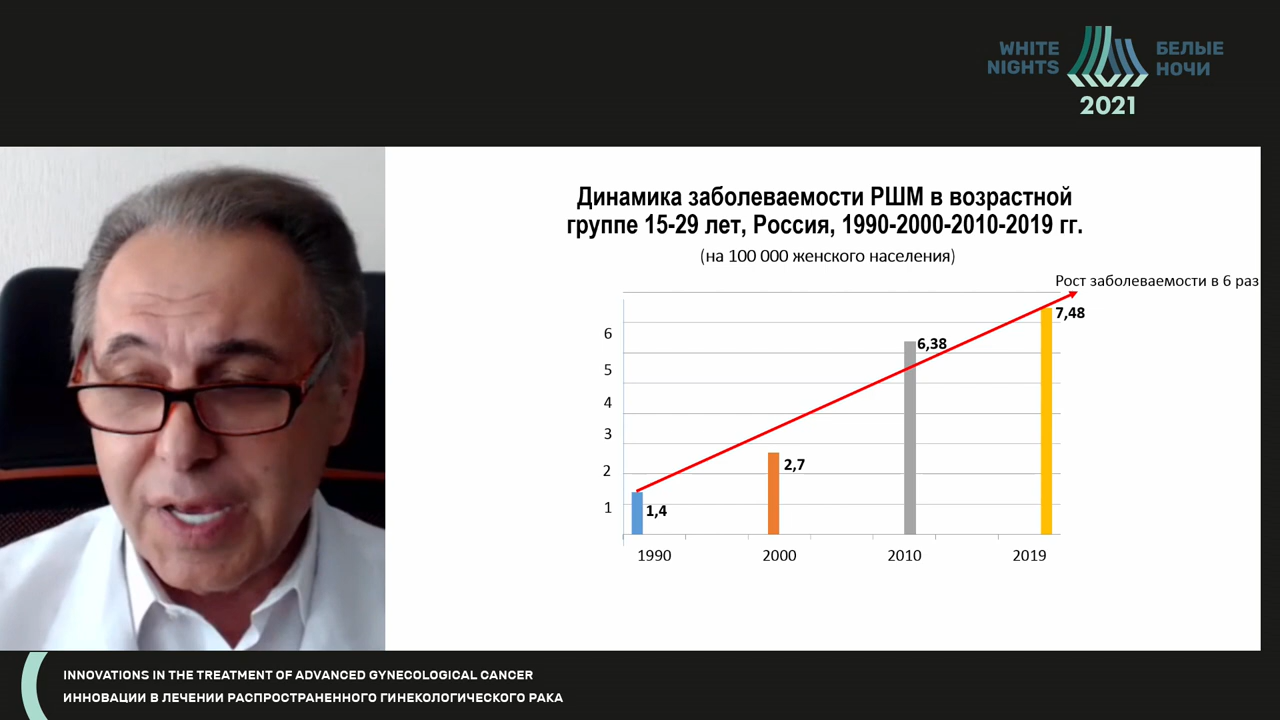 WHITE
NIGHTS
БЕЛЫЕ
НОЧИ
2021
Динамика заболеваемости РШМ в возрастной
группе 15-29 лет, Россия, 1990-2000-2010-2019 гг.
(на 100 000 женского населения)
Рост заболеваемости в 6 раз
7,48
6
6,38
5
4
3
2,7
2
1
1,4
1990
2000
2010
2019
INNOVATIONS IN THE TREATMENT OF ADVANCED GYNECOLOGICAL CANCER
ИННОВАЦИИ В ЛЕЧЕНИИ РАСПРОСТРАНЕННОГО ГИНЕКОЛОГИЧЕСКОГО РАКА